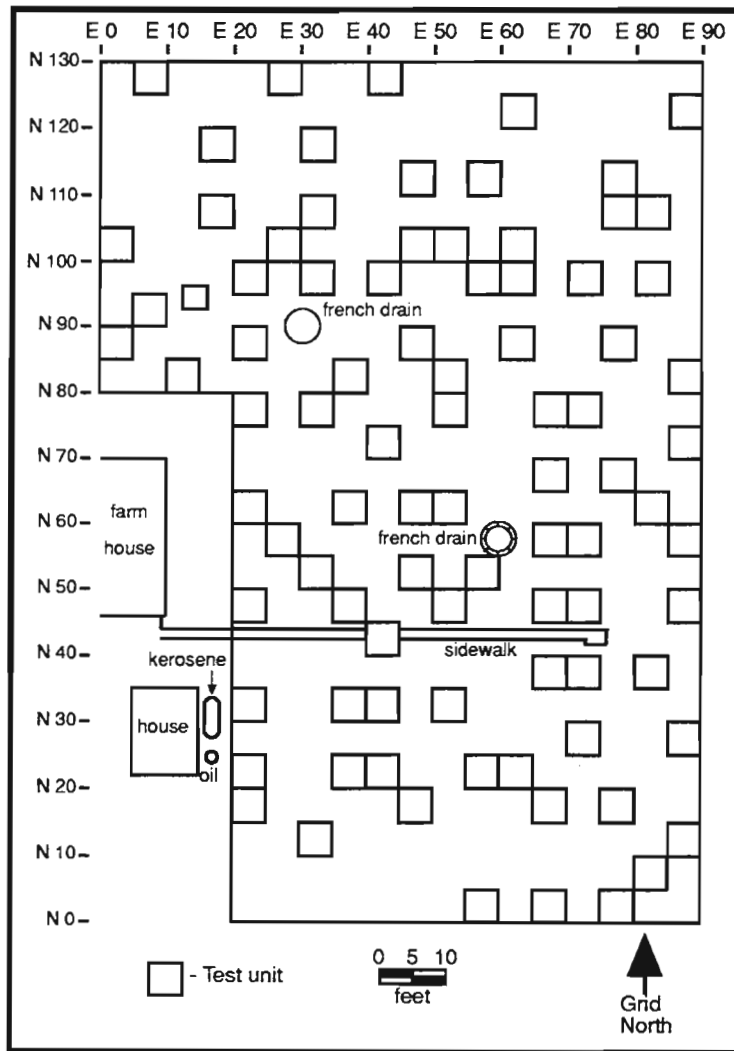 E 0 E 10 E 20 E 30 E 40 E 50 E 60 E 70 E 80 E 90
N 130
N 120
N 110
N 100
french drain
N 90
N 80
N 70
farm
house
N 60
french drain
N 50
N 40
sidewalk
kerosene
N 30
house
oil
N 20
N 10
N 0
- Test unit
0 5 10
feet
Grid
North